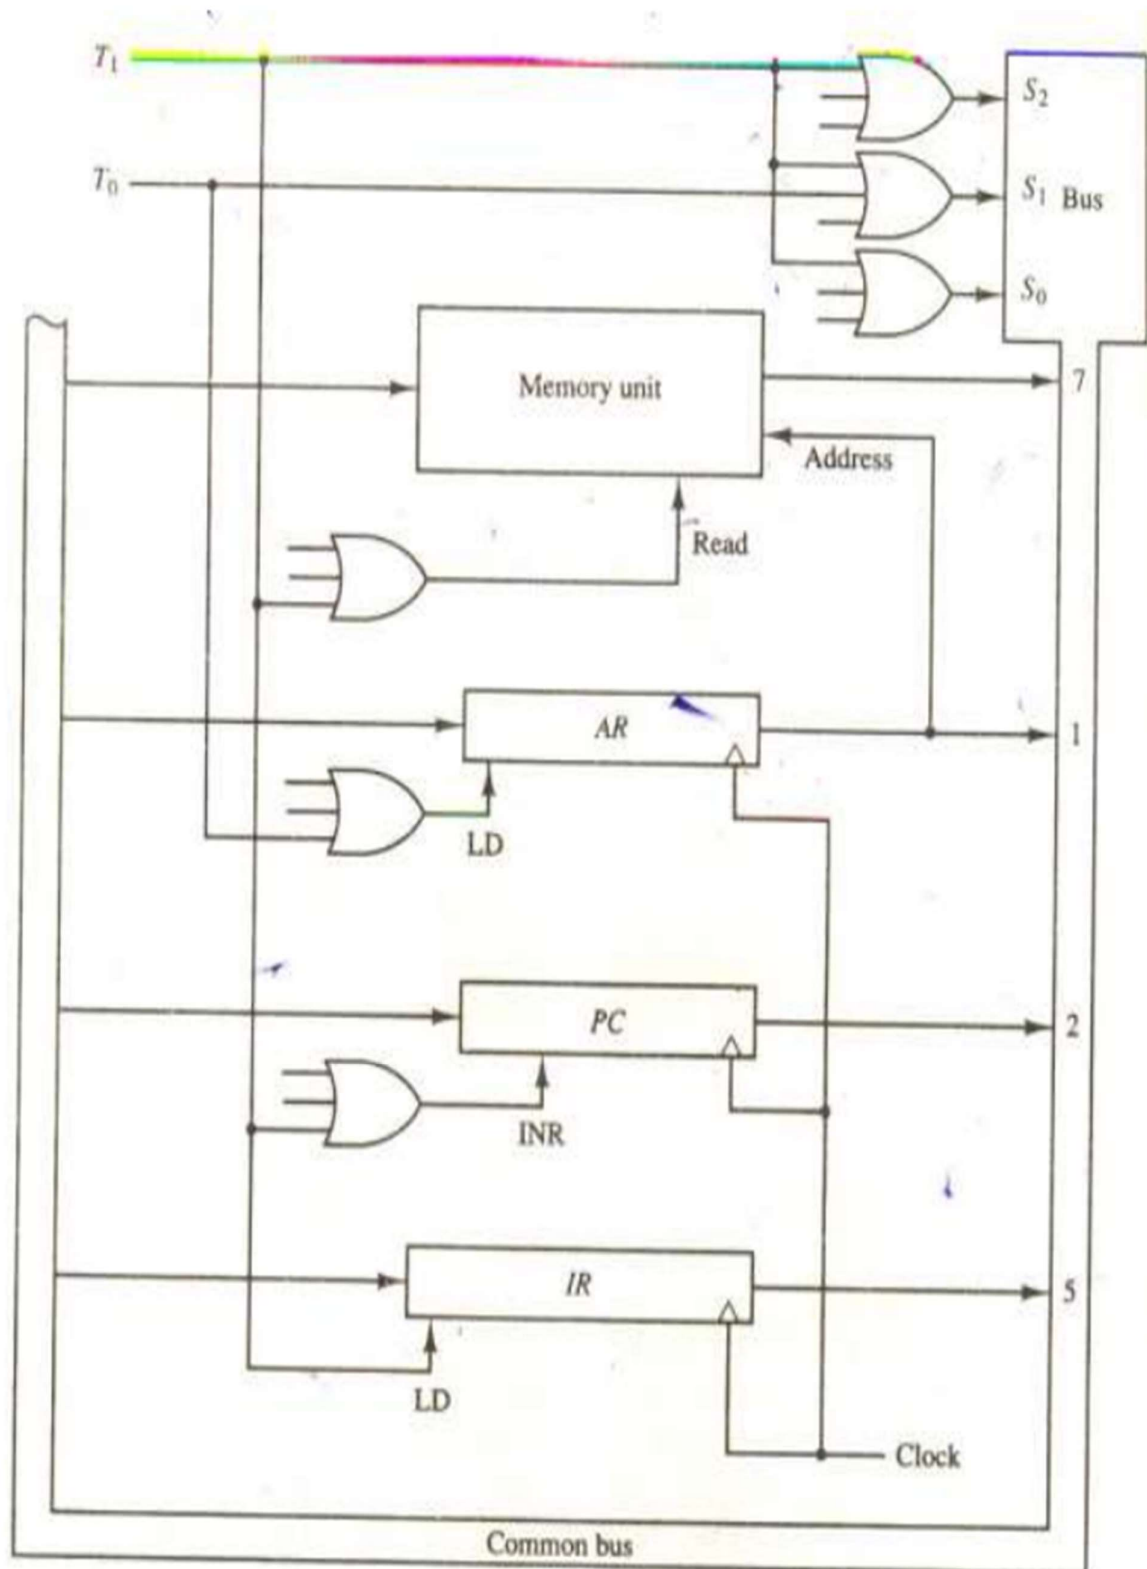 T1
S2
T0
S1 Bus
S0
Memory unit
7
Address
Read
AR
1
LD
PC
2
INR
IR
5
LD
Clock
Common bus